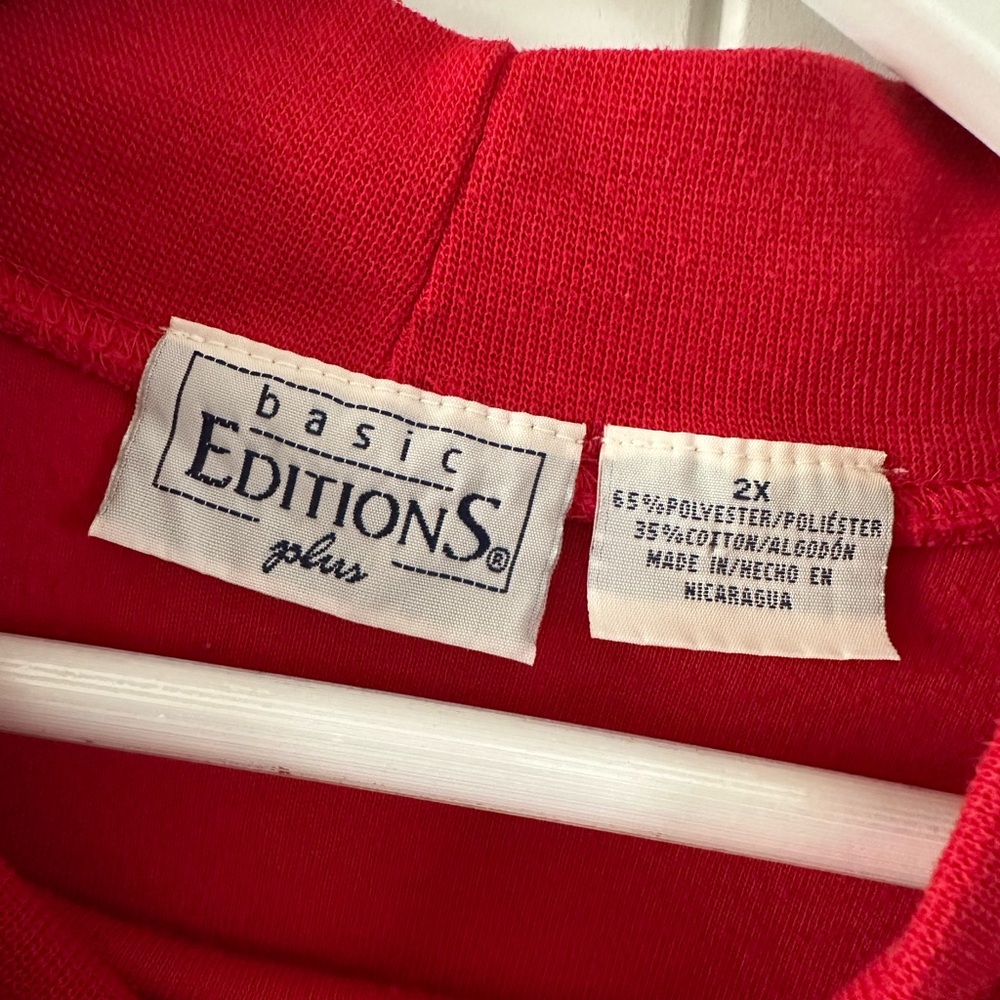 basic
EDITIONS®
plus
2X
65%POLYESTER/POLIÉSTER
35%COTTON/ALGODÓN
MADE IN/HECHO EN
NICARAGUA